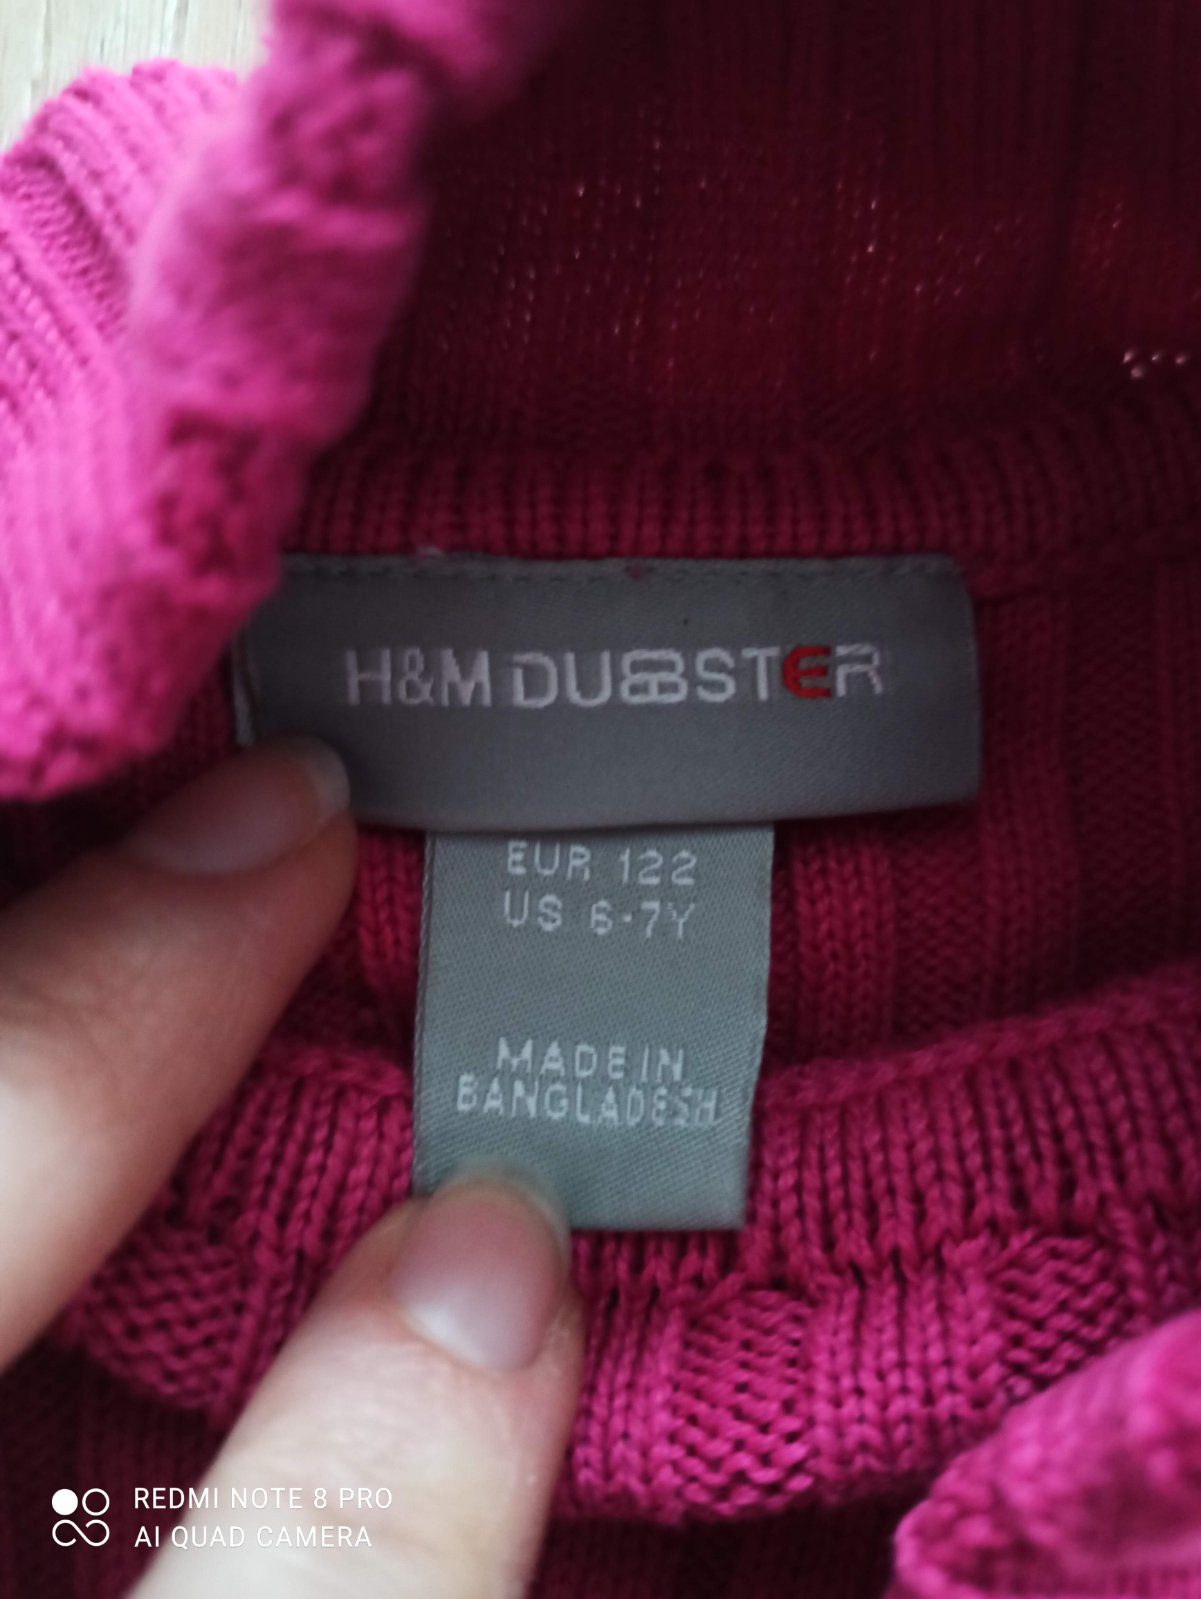 H&M DUBBSTER
EUR 122
US 6-7Y
MADE IN
BANGLADESH
REDMI NOTE 8 PRO
AI QUAD CAMERA